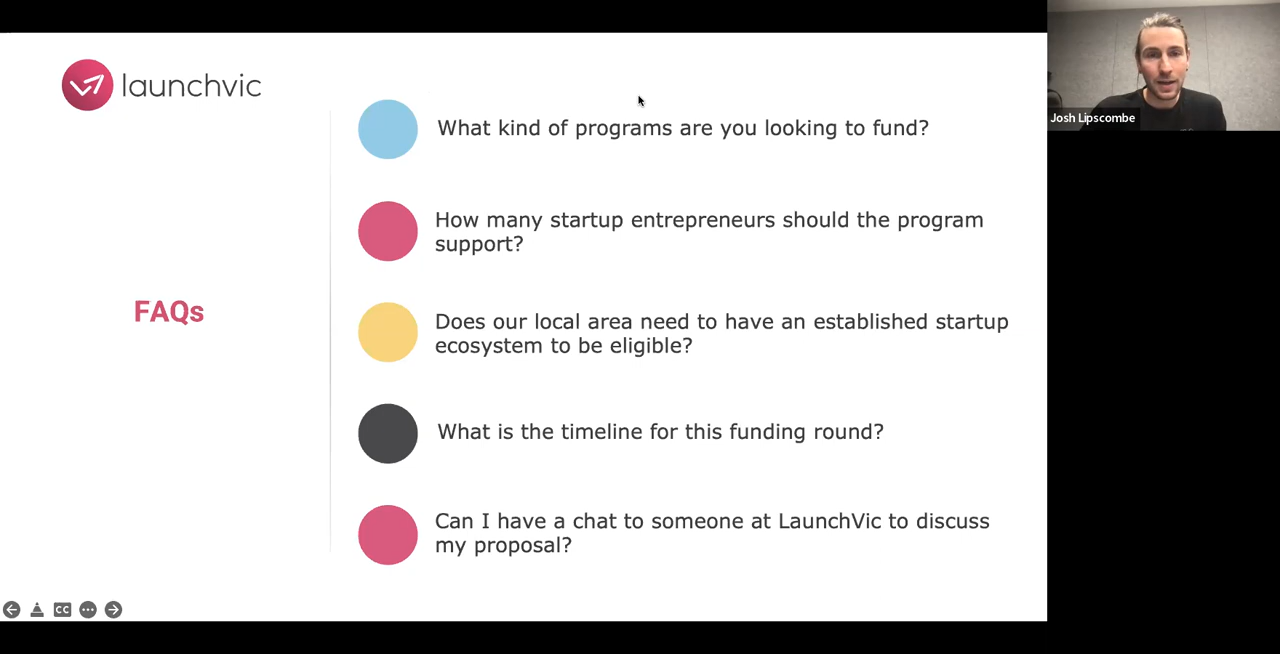 launchvic
What kind of programs are you looking to fund?
How many startup entrepreneurs should the program
support?
FAQs
Does our local area need to have an established startup
ecosystem to be eligible?
What is the timeline for this funding round?
Can I have a chat to someone at LaunchVic to discuss
my proposal?
CC
Josh Lipscombe